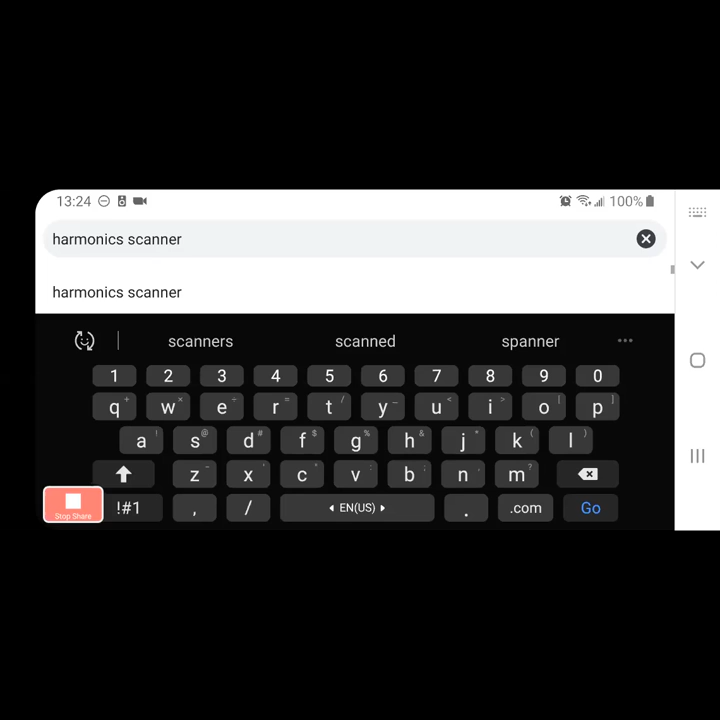 13:24 100%
harmonics scanner
harmonics scanner
scanners scanned spanner •••
1 2 3 4 5 6 7 8 9 0
q w e r t y u i o p
a s d f g h j k l
z x c v b n m
Stop Share !#1 , / EN(US) . .com Go